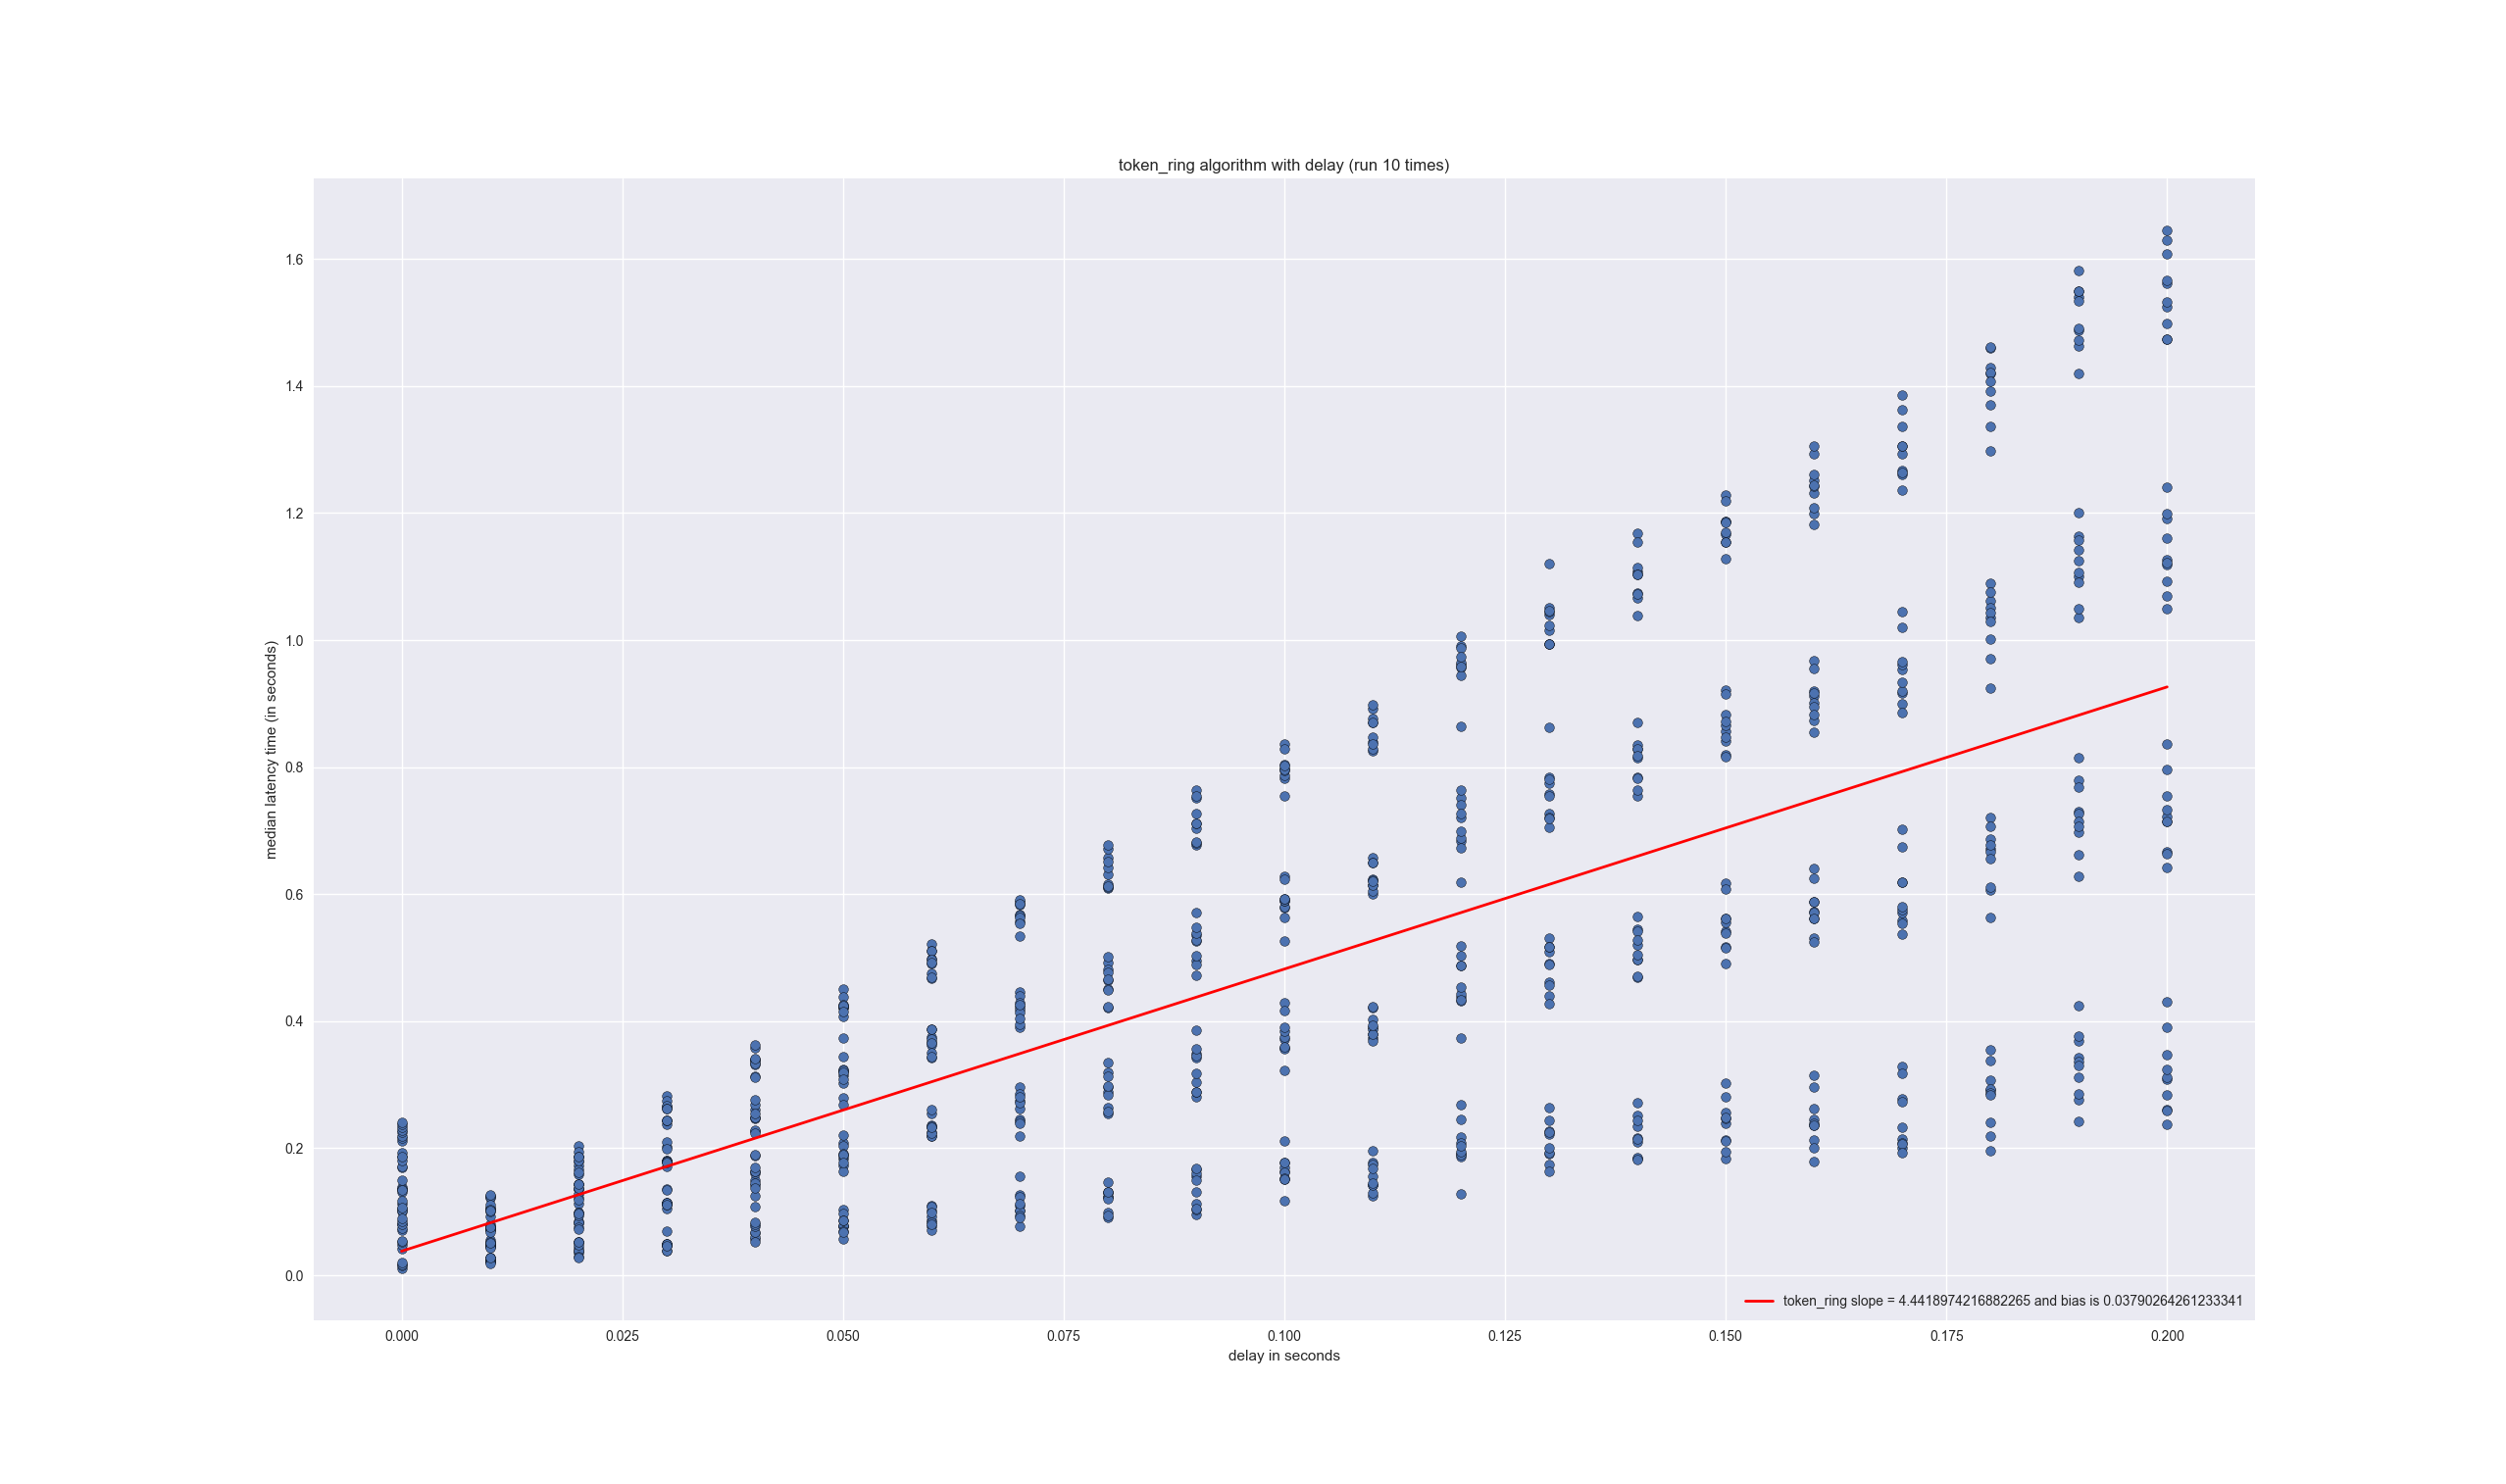 token_ring algorithm with delay (run 10 times)
median latency time (in seconds)
1.6
1.4
1.2
1.0
0.8
0.6
0.4
0.2
0.0
token_ring slope = 4.4418974216882265 and bias is 0.03790264261233341
0.000 0.025 0.050 0.075 0.100 0.125 0.150 0.175 0.200
delay in seconds